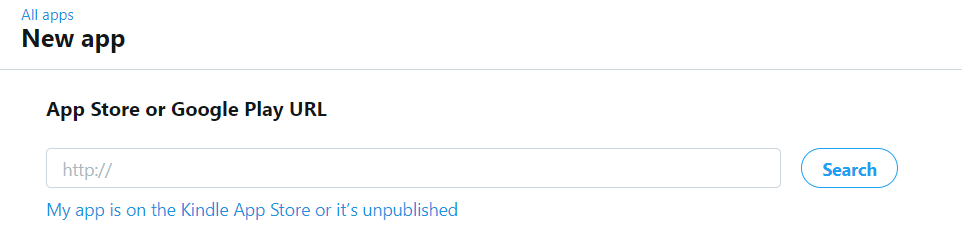 All apps
New app
App Store or Google Play URL
http://
Search
My app is on the Kindle App Store or it’s unpublished